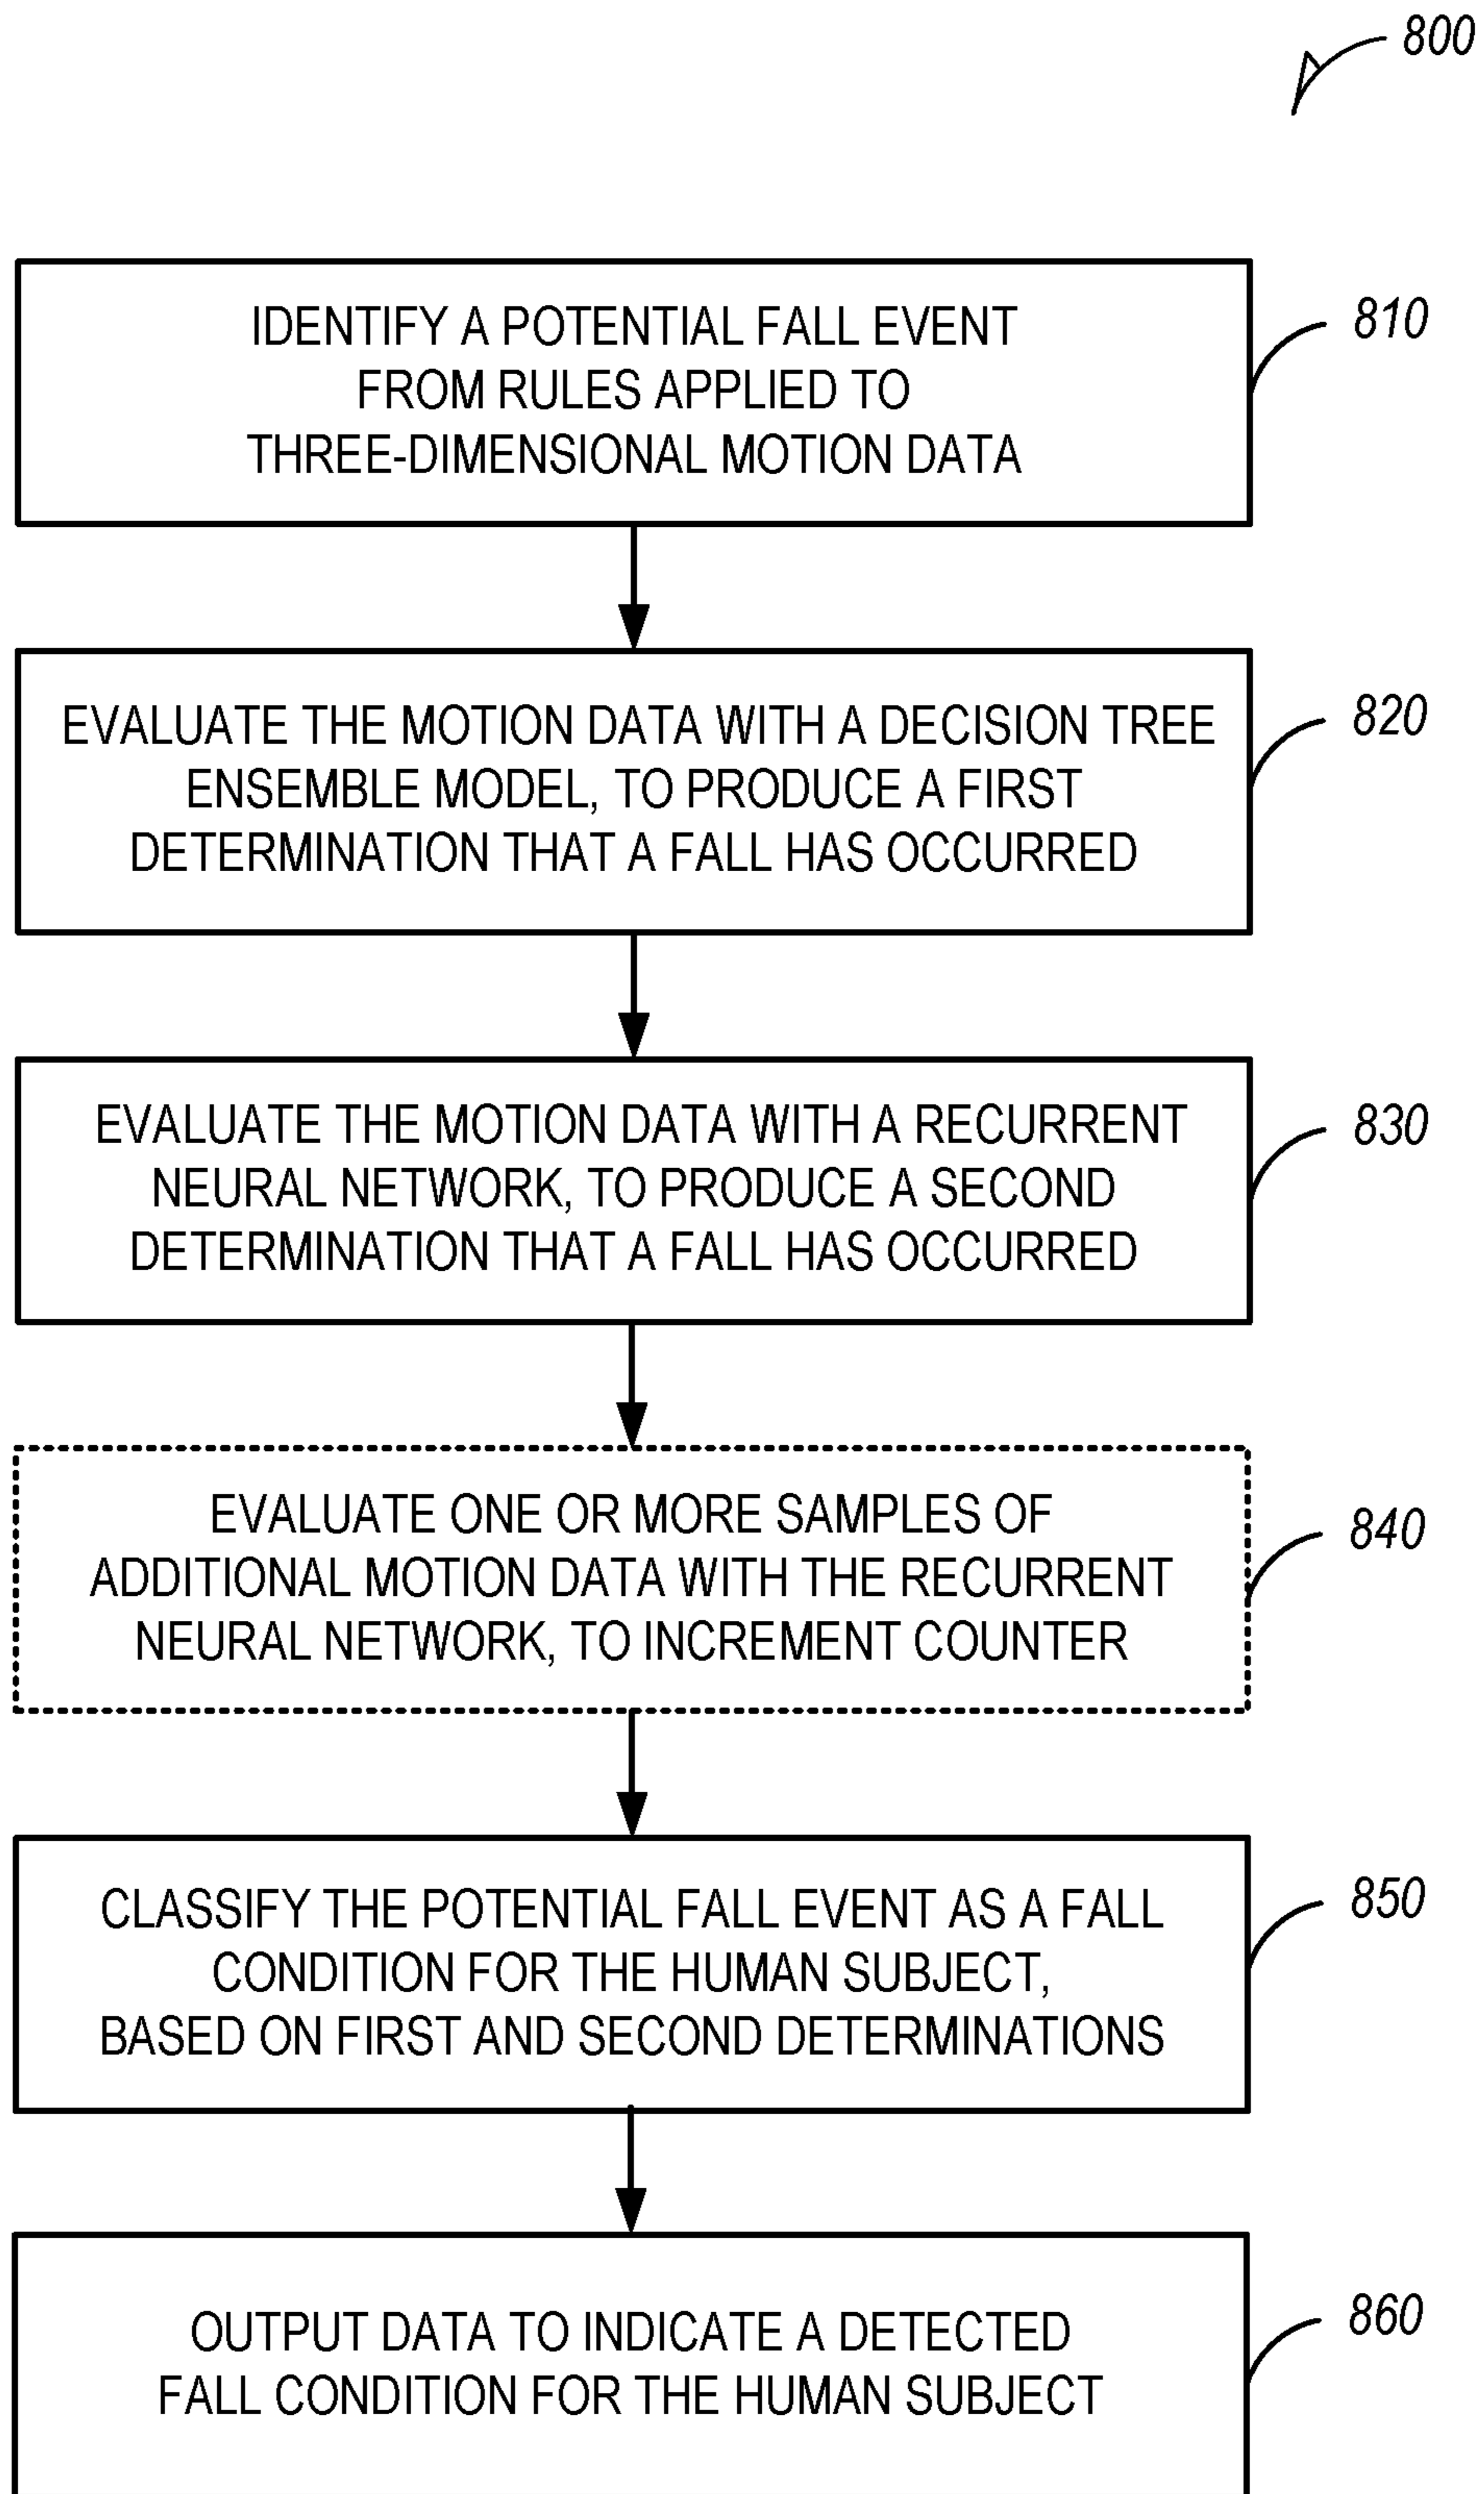 800
IDENTIFY A POTENTIAL FALL EVENT
FROM RULES APPLIED TO
THREE-DIMENSIONAL MOTION DATA
810
EVALUATE THE MOTION DATA WITH A DECISION TREE
ENSEMBLE MODEL, TO PRODUCE A FIRST
DETERMINATION THAT A FALL HAS OCCURRED
820
EVALUATE THE MOTION DATA WITH A RECURRENT
NEURAL NETWORK, TO PRODUCE A SECOND
DETERMINATION THAT A FALL HAS OCCURRED
830
EVALUATE ONE OR MORE SAMPLES OF
ADDITIONAL MOTION DATA WITH THE RECURRENT
NEURAL NETWORK, TO INCREMENT COUNTER
840
CLASSIFY THE POTENTIAL FALL EVENT AS A FALL
CONDITION FOR THE HUMAN SUBJECT,
BASED ON FIRST AND SECOND DETERMINATIONS
850
OUTPUT DATA TO INDICATE A DETECTED
FALL CONDITION FOR THE HUMAN SUBJECT
860